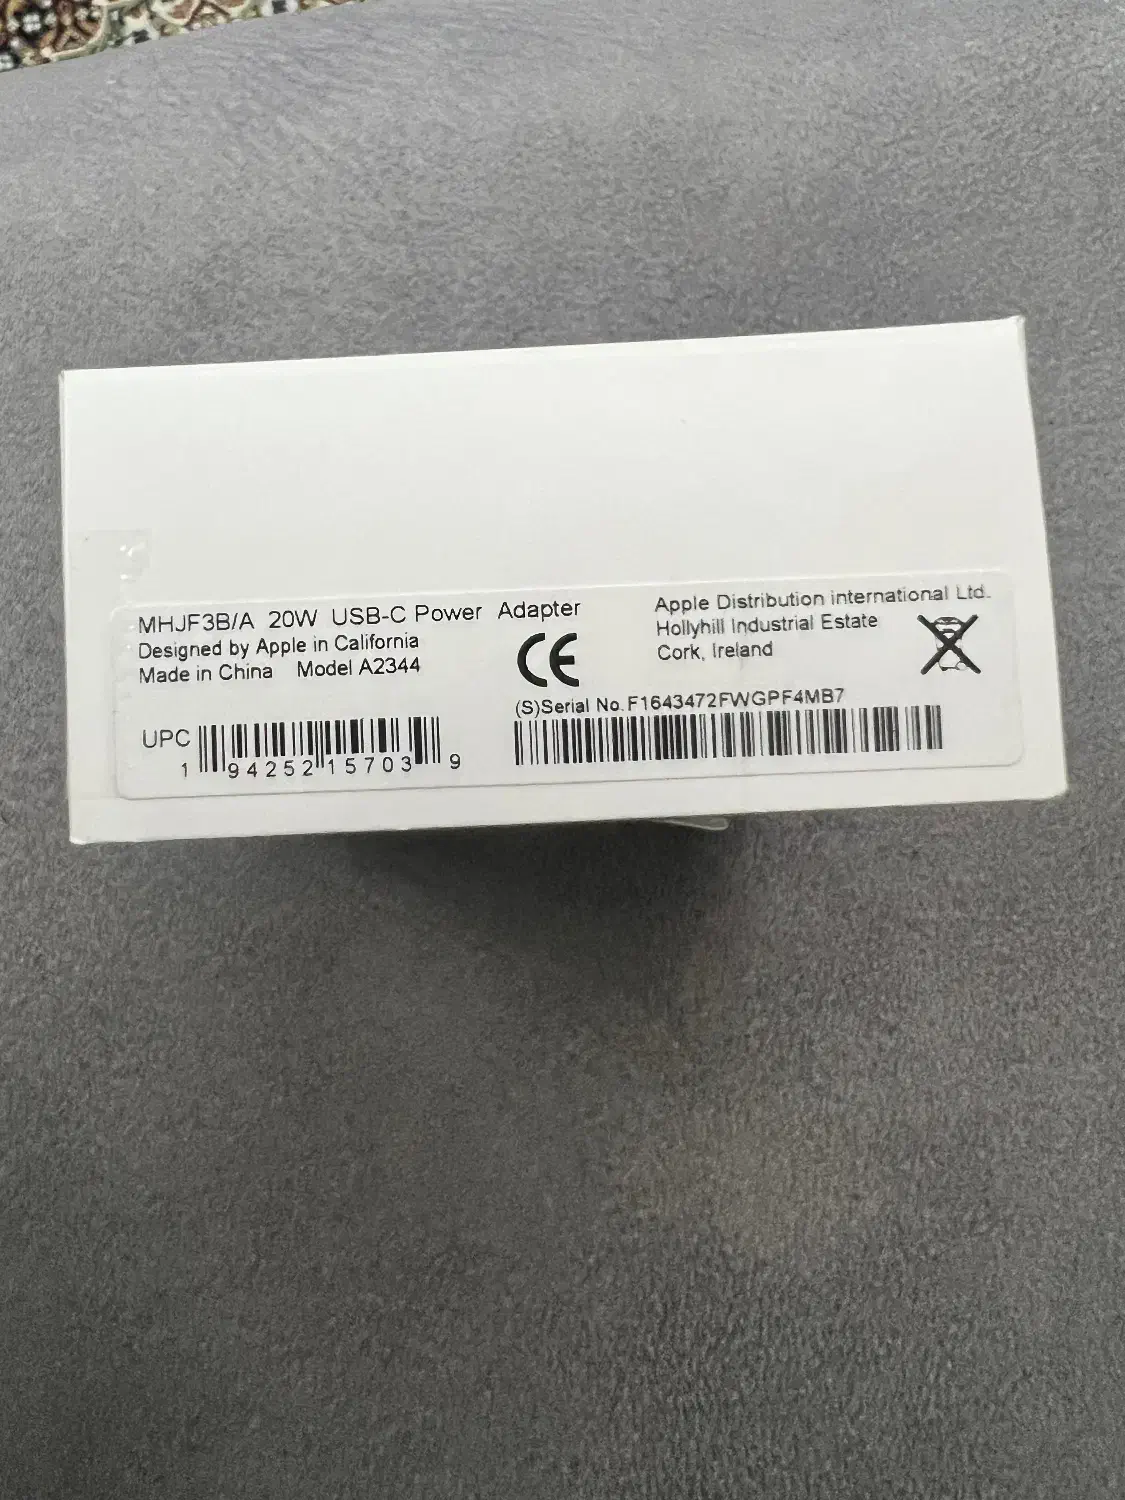 MHJF3B/A 20W USB-C Power Adapter
Designed by Apple in California
Made in China Model A2344
CE
Apple Distribution international Ltd.
Hollyhill Industrial Estate
Cork, Ireland
(S)Serial No.F1643472FWGPF4MB7
UPC
1 94252 15703 9